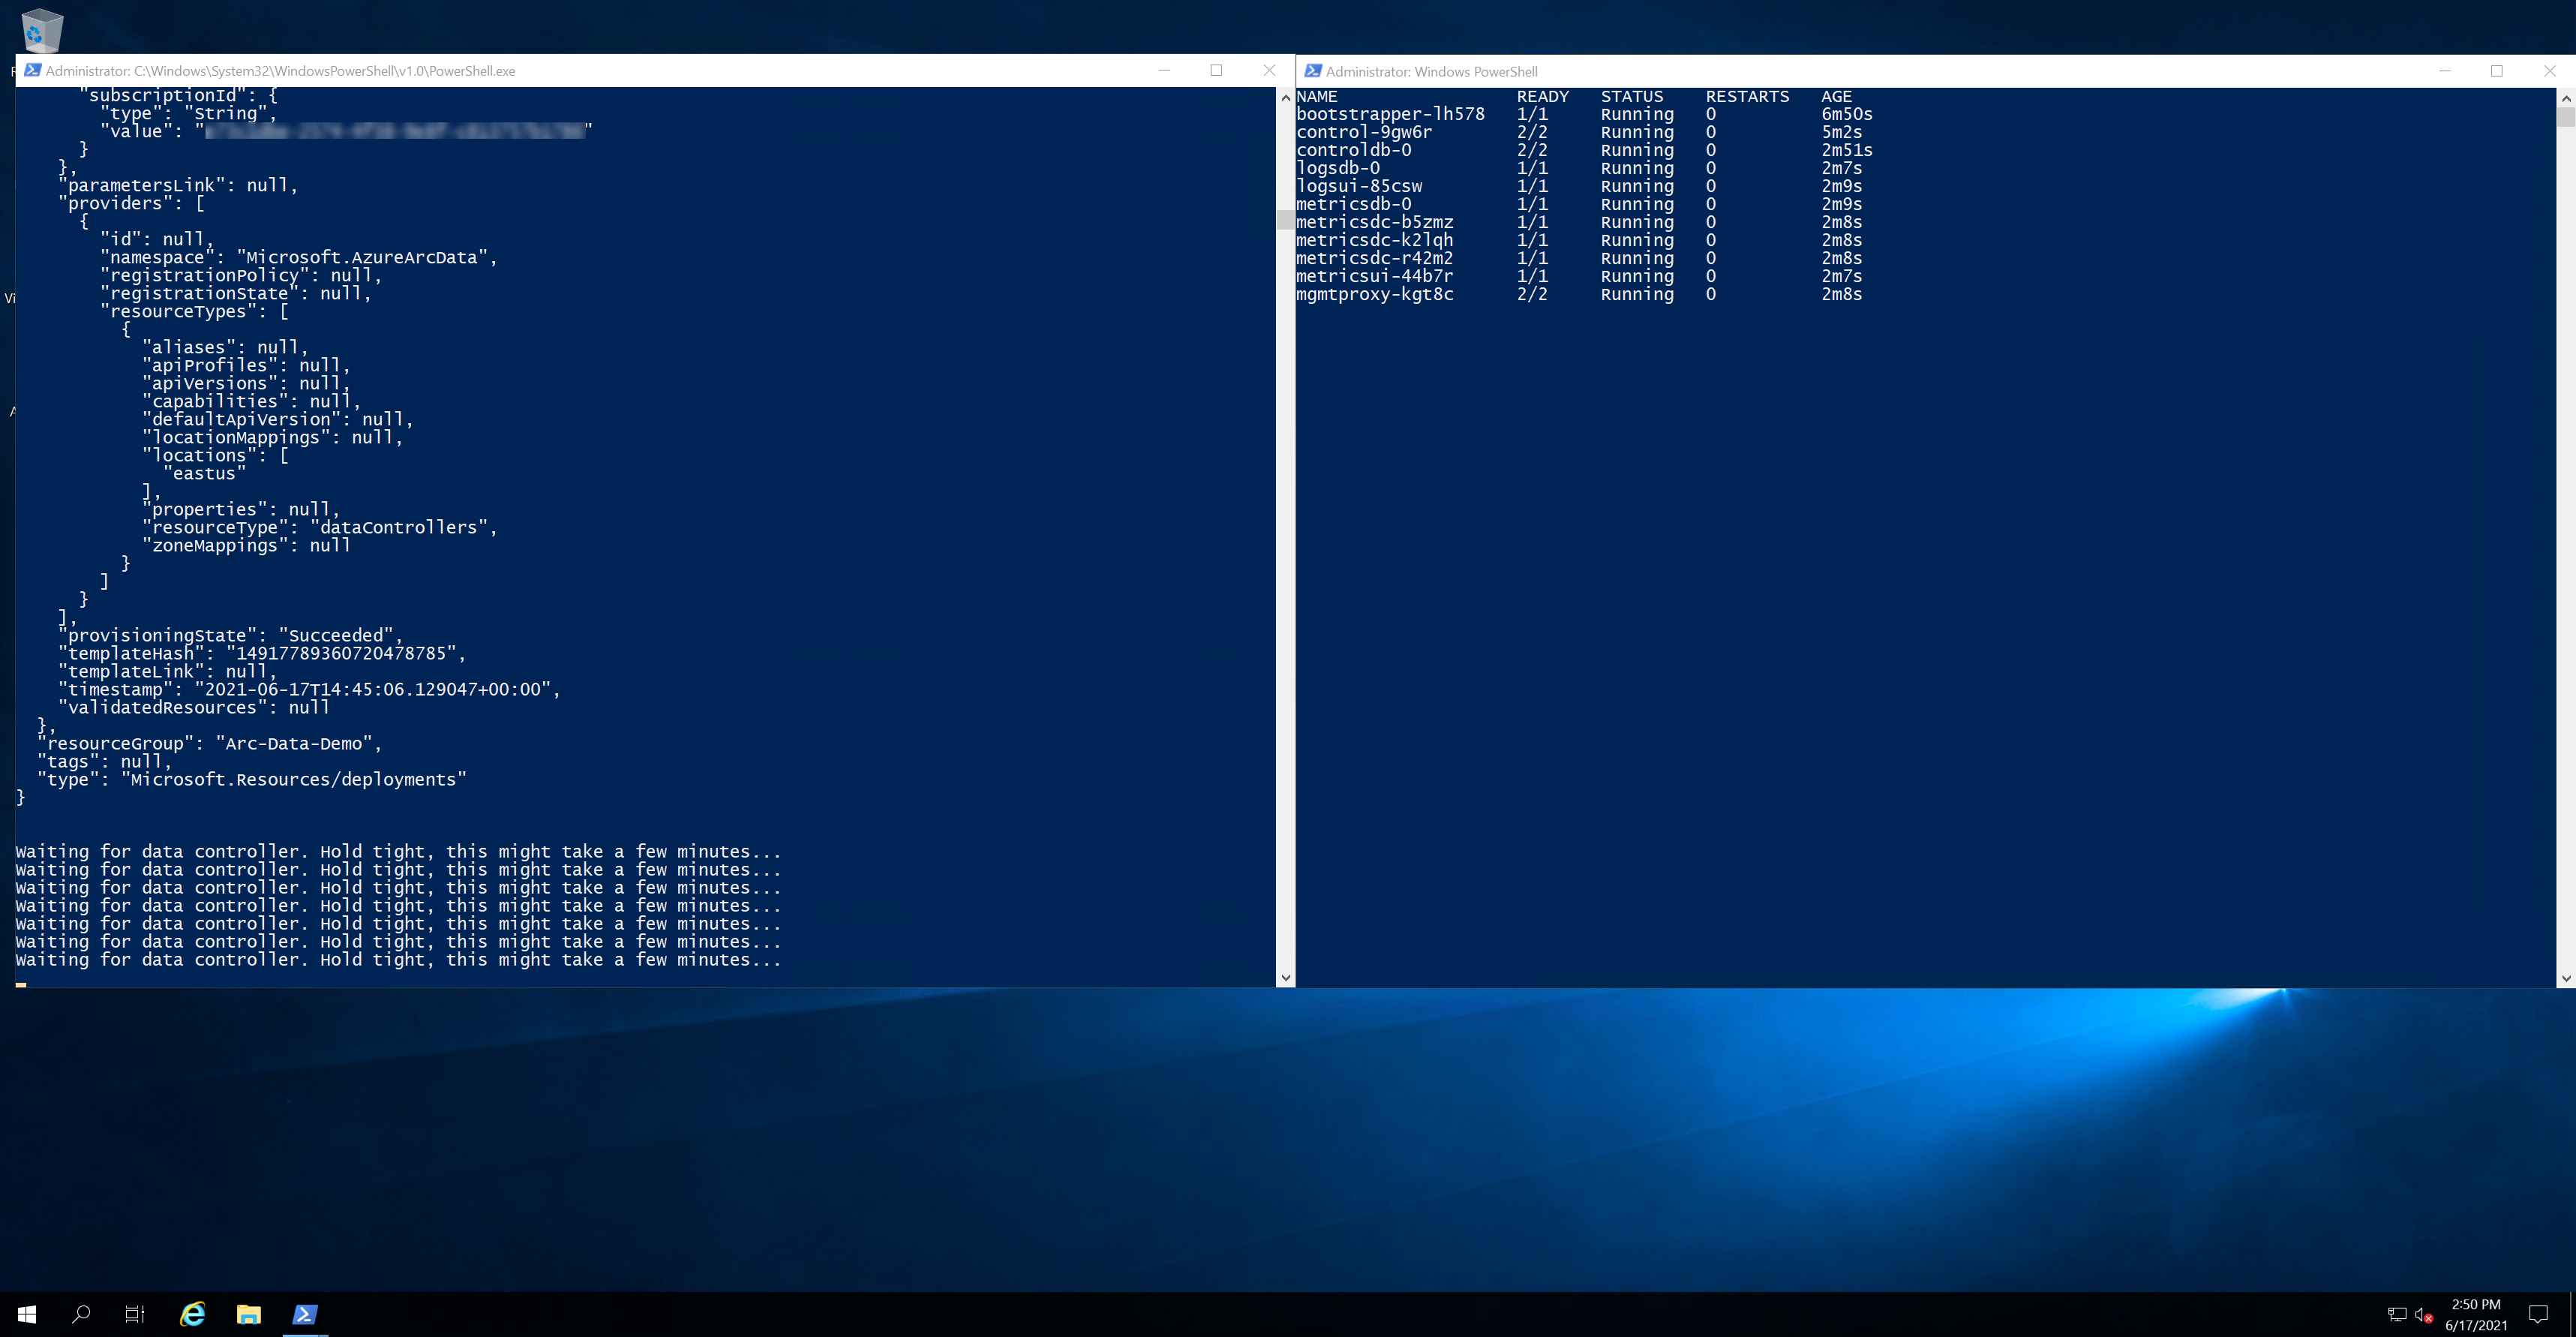 Administrator: C:\Windows\System32\WindowsPowerShell\v1.0\PowerShell.exe
"subscriptionId": {
"type": "String",
"value": "
}
},
"parametersLink": null,
"providers": [
{
"id": null,
"namespace": "Microsoft.AzureArcData",
"registrationPolicy": null,
"registrationState": null,
"resourceTypes": [
{
"aliases": null,
"apiProfiles": null,
"apiVersions": null,
"capabilities": null,
"defaultApiVersion": null,
"locationMappings": null,
"locations": [
"eastus"
],
"properties": null,
"resourceType": "dataControllers",
"zoneMappings": null
}
]
}
],
"provisioningState": "Succeeded",
"templateHash": "14917789360720478785",
"templateLink": null,
"timestamp": "2021-06-17T14:45:06.129047+00:00",
"validatedResources": null
},
"resourceGroup": "Arc-Data-Demo",
"tags": null,
"type": "Microsoft.Resources/deployments"
}
Waiting for data controller. Hold tight, this might take a few minutes...
Waiting for data controller. Hold tight, this might take a few minutes...
Waiting for data controller. Hold tight, this might take a few minutes...
Waiting for data controller. Hold tight, this might take a few minutes...
Waiting for data controller. Hold tight, this might take a few minutes...
Waiting for data controller. Hold tight, this might take a few minutes...
Waiting for data controller. Hold tight, this might take a few minutes...
Administrator: Windows PowerShell
NAME READY STATUS RESTARTS AGE
bootstrapper-lh578 1/1 Running 0 6m50s
control-9gw6r 2/2 Running 0 5m2s
controldb-0 2/2 Running 0 2m51s
logsdb-0 1/1 Running 0 2m7s
logsui-85csw 1/1 Running 0 2m9s
metricsdb-0 1/1 Running 0 2m9s
metricsdc-b5zmz 1/1 Running 0 2m8s
metricsdc-k2lqh 1/1 Running 0 2m8s
metricsdc-r42m2 1/1 Running 0 2m8s
metricsui-44b7r 1/1 Running 0 2m7s
mgmtproxy-kgt8c 2/2 Running 0 2m8s
Vi
2:50 PM
6/17/2021